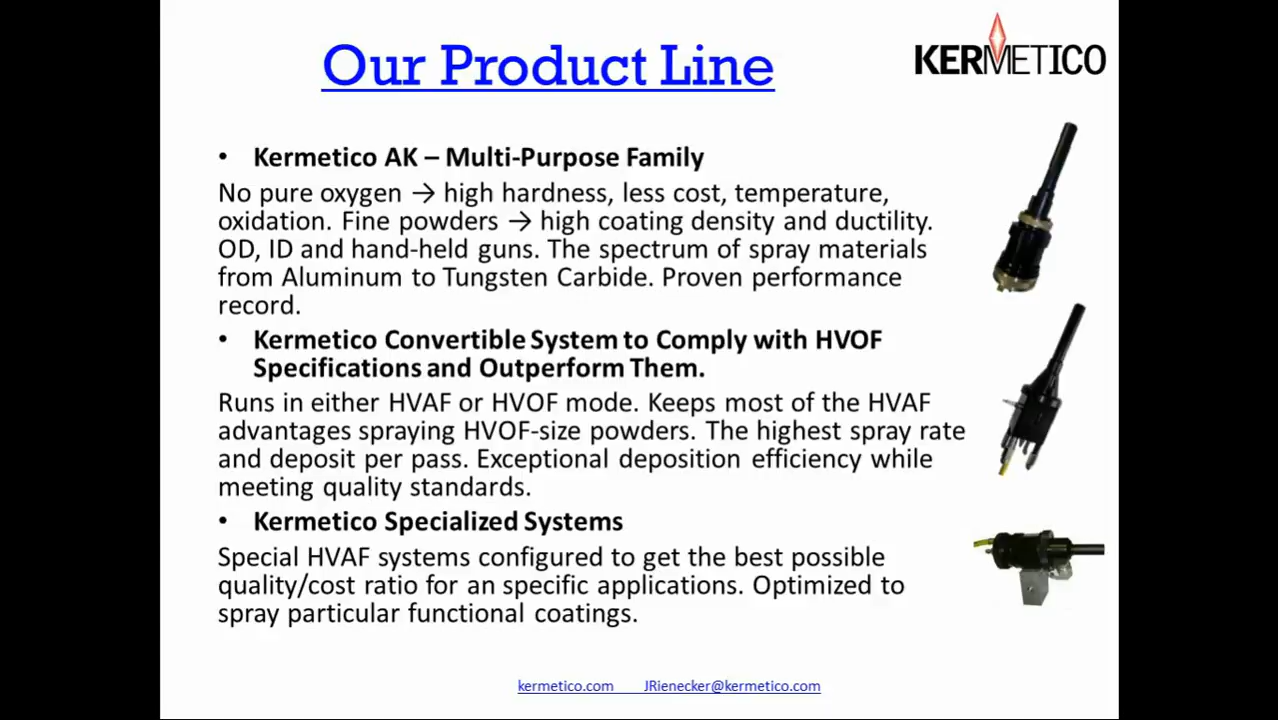 Our Product Line
KERMETICO
• Kermetico AK – Multi-Purpose Family
No pure oxygen → high hardness, less cost, temperature,
oxidation. Fine powders → high coating density and ductility.
OD, ID and hand-held guns. The spectrum of spray materials
from Aluminum to Tungsten Carbide. Proven performance
record.
• Kermetico Convertible System to Comply with HVOF
Specifications and Outperform Them.
Runs in either HVAF or HVOF mode. Keeps most of the HVAF
advantages spraying HVOF-size powders. The highest spray rate
and deposit per pass. Exceptional deposition efficiency while
meeting quality standards.
• Kermetico Specialized Systems
Special HVAF systems configured to get the best possible
quality/cost ratio for an specific applications. Optimized to
spray particular functional coatings.
kermetico.com JRienecker@kermetico.com